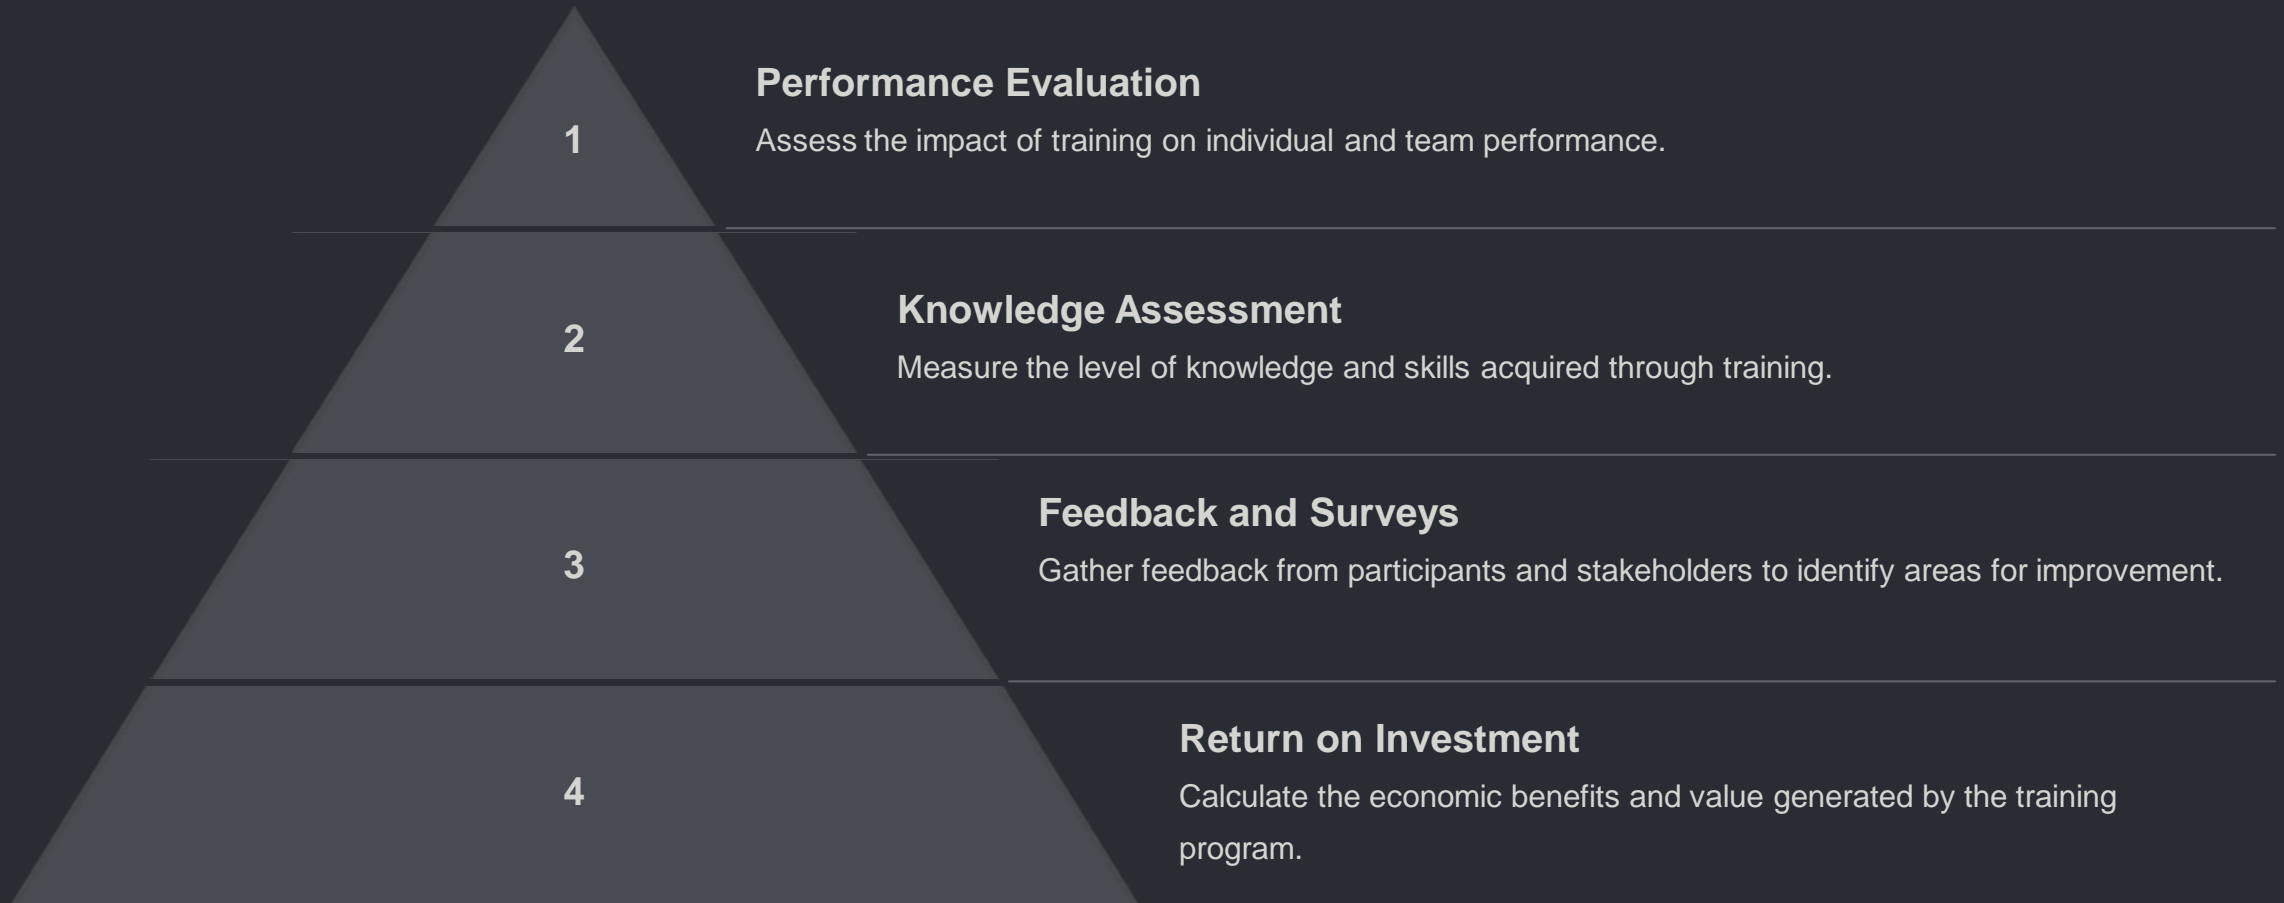 1
Performance Evaluation
Assess the impact of training on individual and team performance.
2
Knowledge Assessment
Measure the level of knowledge and skills acquired through training.
3
Feedback and Surveys
Gather feedback from participants and stakeholders to identify areas for improvement.
4
Return on Investment
Calculate the economic benefits and value generated by the training
program.